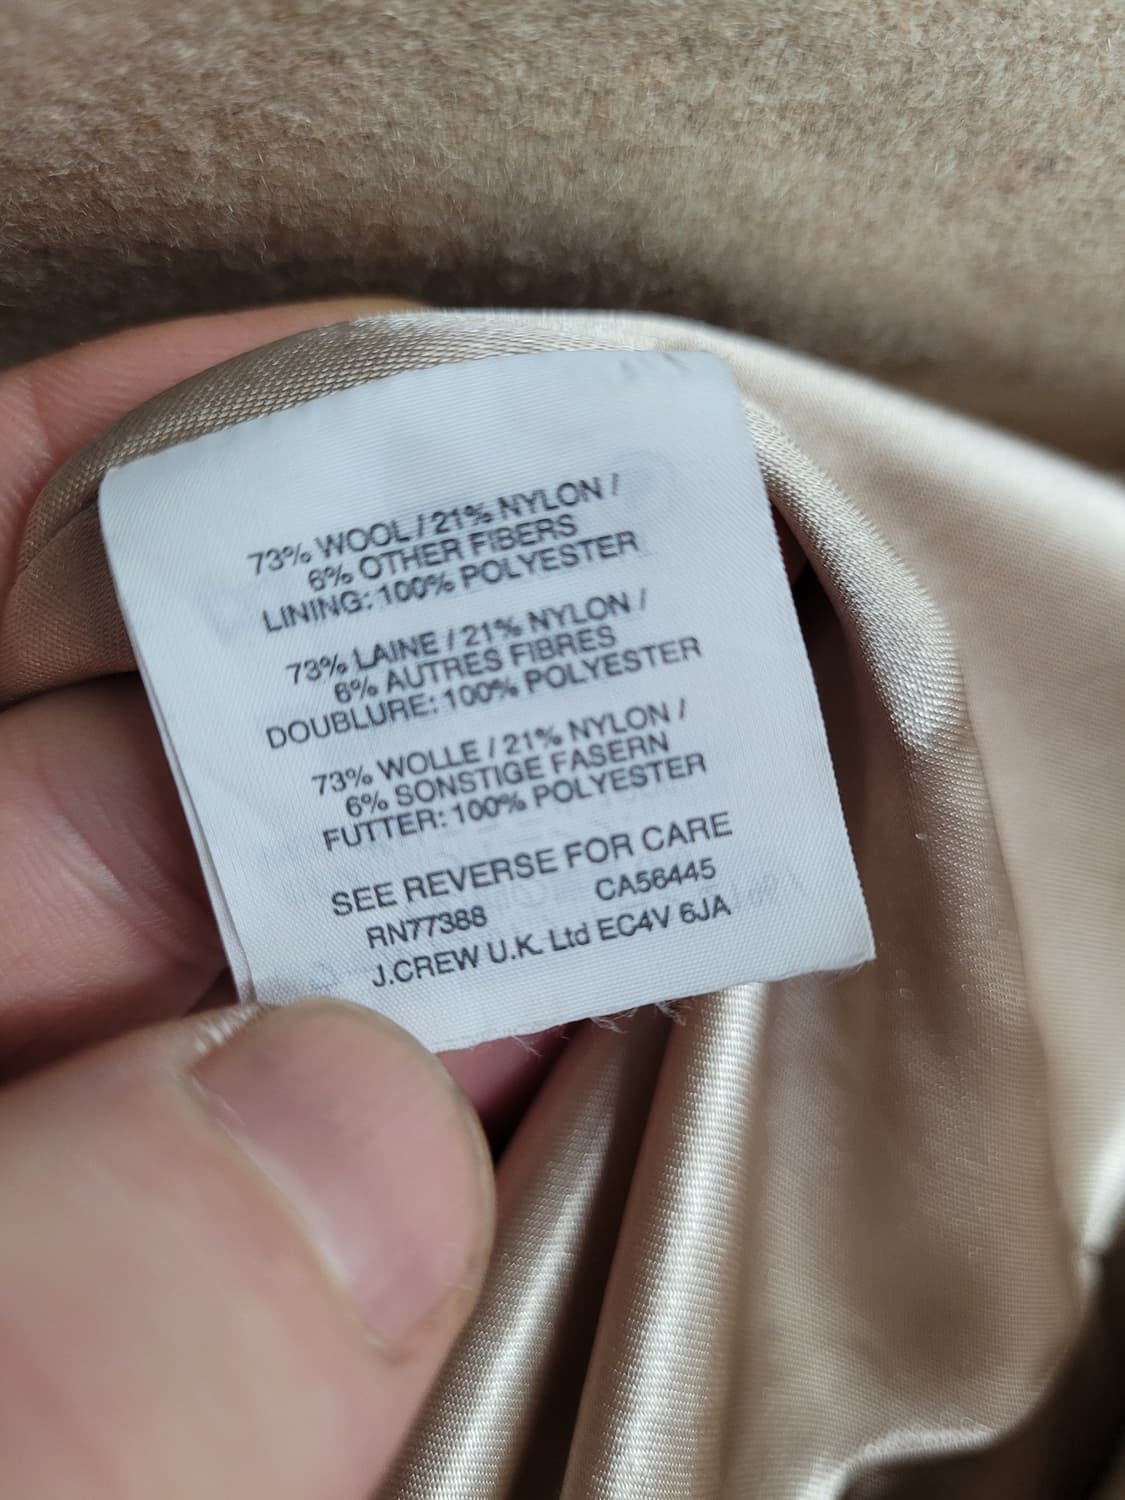 73% WOOL / 21% NYLON /
6% OTHER FIBERS
LINING: 100% POLYESTER
73% LAINE / 21% NYLON /
6% AUTRES FIBRES
DOUBLURE: 100% POLYESTER
73% WOLLE / 21% NYLON /
6% SONSTIGE FASERN
FUTTER: 100% POLYESTER
SEE REVERSE FOR CARE
RN77388 CA56445
J.CREW U.K. Ltd EC4V 6JA